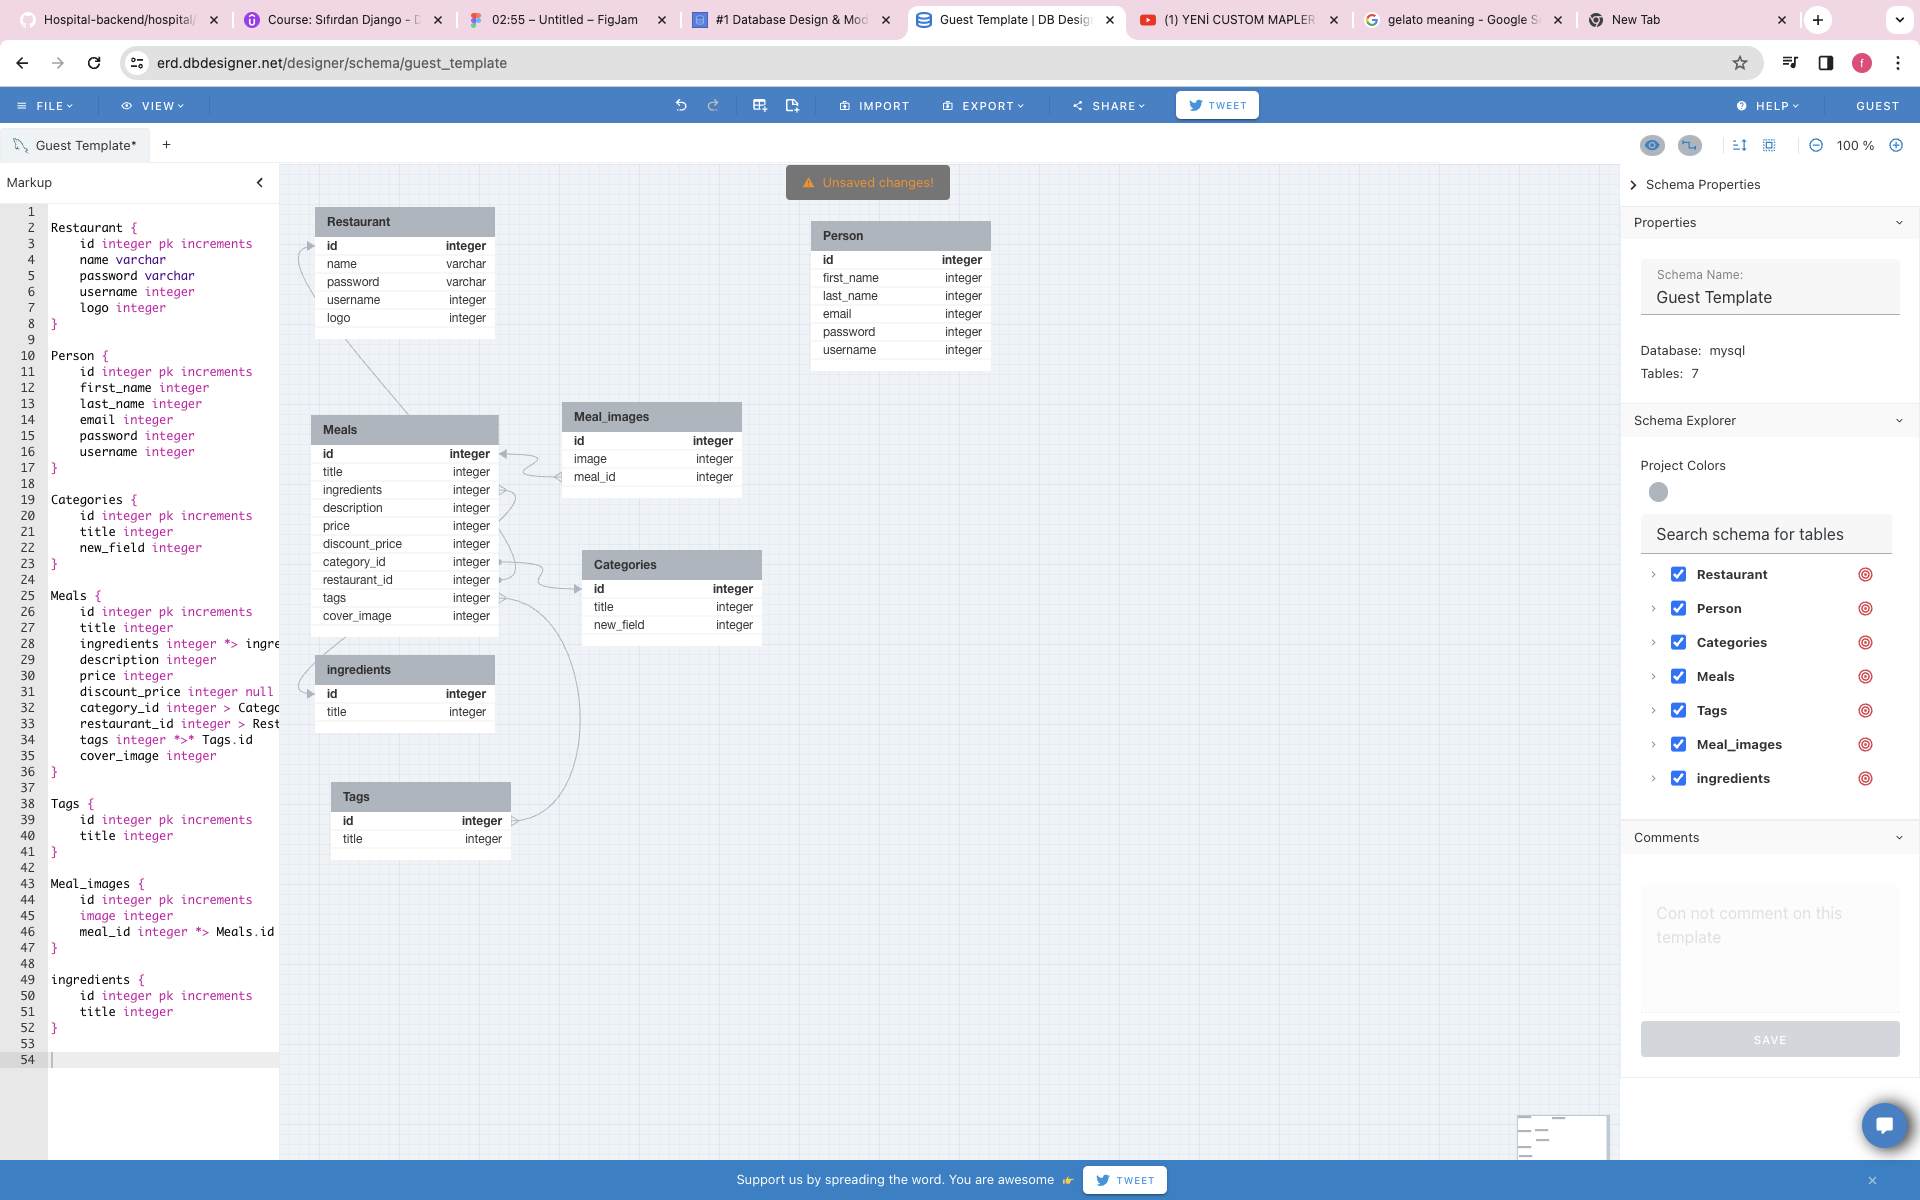 Hospital-backend/hospital/
Course: Sıfırdan Django - D
02:55 – Untitled – FigJam
#1 Database Design & Mod
Guest Template | DB Desig
(1) YENİ CUSTOM MAPLER
gelato meaning - Google S
New Tab
erd.dbdesigner.net/designer/schema/guest_template
f
FILE
VIEW
IMPORT
EXPORT
SHARE
TWEET
HELP
GUEST
Guest Template*
+
100 %
Markup
Unsaved changes!
Schema Properties
1
2 Restaurant {
3 id integer pk increments
4 name varchar
5 password varchar
6 username integer
7 logo integer
8 }
9
10 Person {
11 id integer pk increments
12 first_name integer
13 last_name integer
14 email integer
15 password integer
16 username integer
17 }
18
19 Categories {
20 id integer pk increments
21 title integer
22 new_field integer
23 }
24
25 Meals {
26 id integer pk increments
27 title integer
28 ingredients integer *> ingre
29 description integer
30 price integer
31 discount_price integer null
32 category_id integer > Catego
33 restaurant_id integer > Rest
34 tags integer *>* Tags.id
35 cover_image integer
36 }
37
38 Tags {
39 id integer pk increments
40 title integer
41 }
42
43 Meal_images {
44 id integer pk increments
45 image integer
46 meal_id integer *> Meals.id
47 }
48
49 ingredients {
50 id integer pk increments
51 title integer
52 }
53
54
Restaurant
id integer
name varchar
password varchar
username integer
logo integer
Person
id integer
first_name integer
last_name integer
email integer
password integer
username integer
Meals
id integer
title integer
ingredients integer
description integer
price integer
discount_price integer
category_id integer
restaurant_id integer
tags integer
cover_image integer
Meal_images
id integer
image integer
meal_id integer
Categories
id integer
title integer
new_field integer
ingredients
id integer
title integer
Tags
id integer
title integer
Properties
Schema Name:
Guest Template
Database: mysql
Tables: 7
Schema Explorer
Project Colors
Search schema for tables
Restaurant
Person
Categories
Meals
Tags
Meal_images
ingredients
Comments
Con not comment on this
template
SAVE
Support us by spreading the word. You are awesome
TWEET